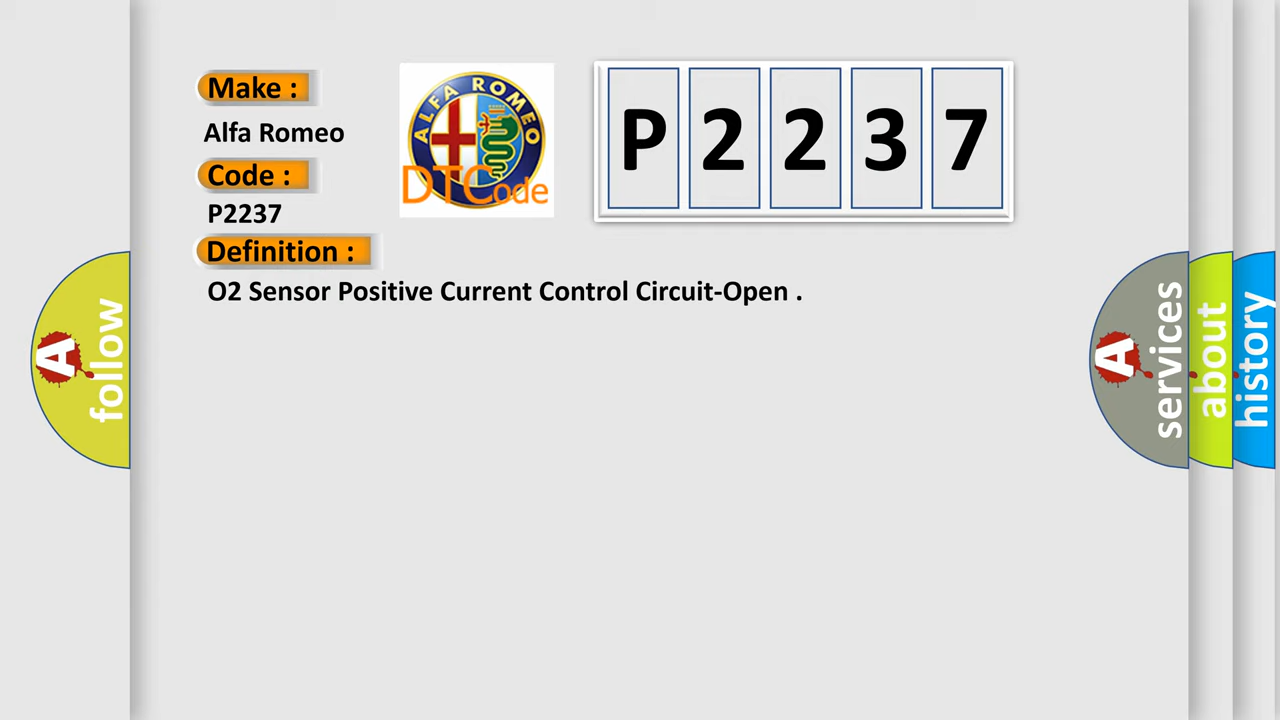 Make :
Alfa Romeo
Code :
P2237
Definition :
O2 Sensor Positive Current Control Circuit-Open .
ALFA ROMEO
DTCode
P 2 2 3 7
A follow
A services
about
history